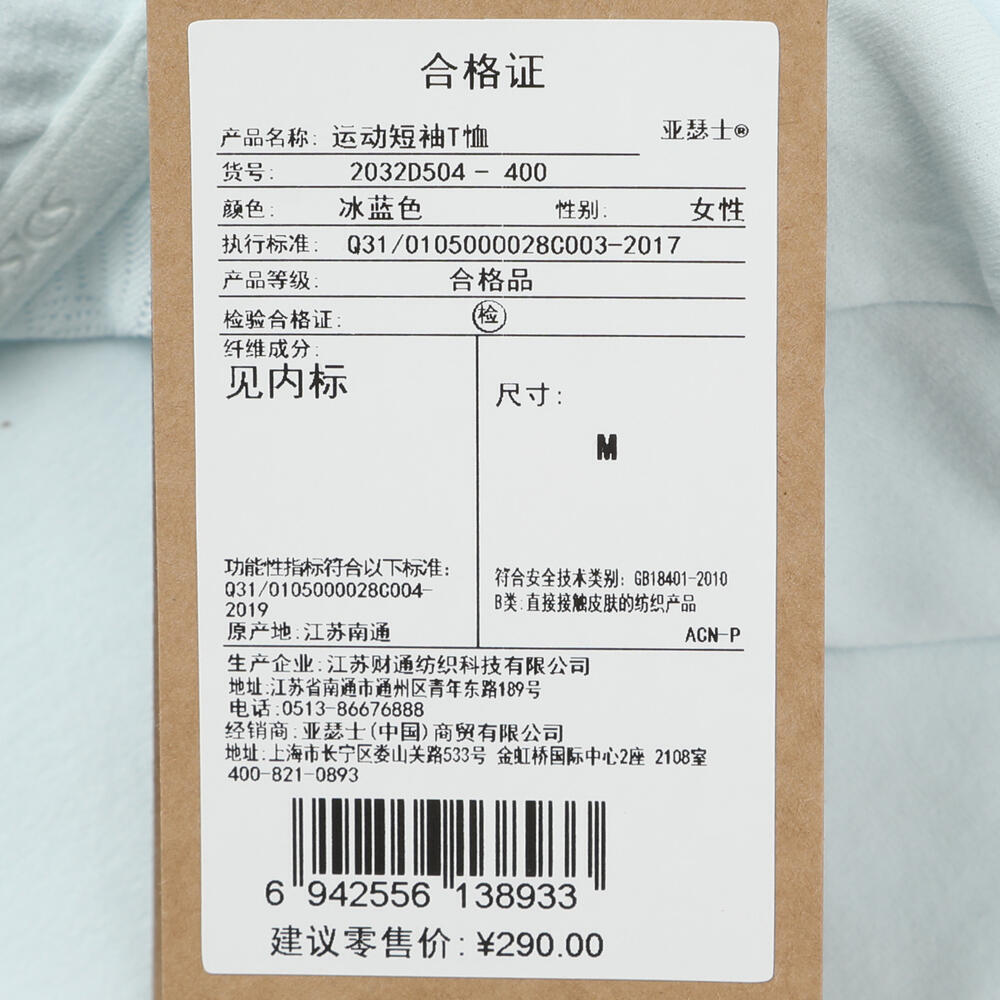 合格证
产品名称: 运动短袖T恤 亚瑟士®
货号: 2032D504 - 400
颜色: 冰蓝色 性别: 女性
执行标准: Q31/0105000028C003-2017
产品等级: 合格品
检验合格证: 检
纤维成分:
见内标
尺寸:
M
功能性指标符合以下标准:
Q31/0105000028C004-
2019
原产地:江苏南通
符合安全技术类别: GB18401-2010
B类:直接接触皮肤的纺织产品
ACN-P
生产企业:江苏财通纺织科技有限公司
地址:江苏省南通市通州区青年东路189号
电话:0513-86676888
经销商:亚瑟士(中国)商贸有限公司
地址:上海市长宁区娄山关路533号 金虹桥国际中心2座 2108室
400-821-0893
6 942556 138933
建议零售价: ¥290.00